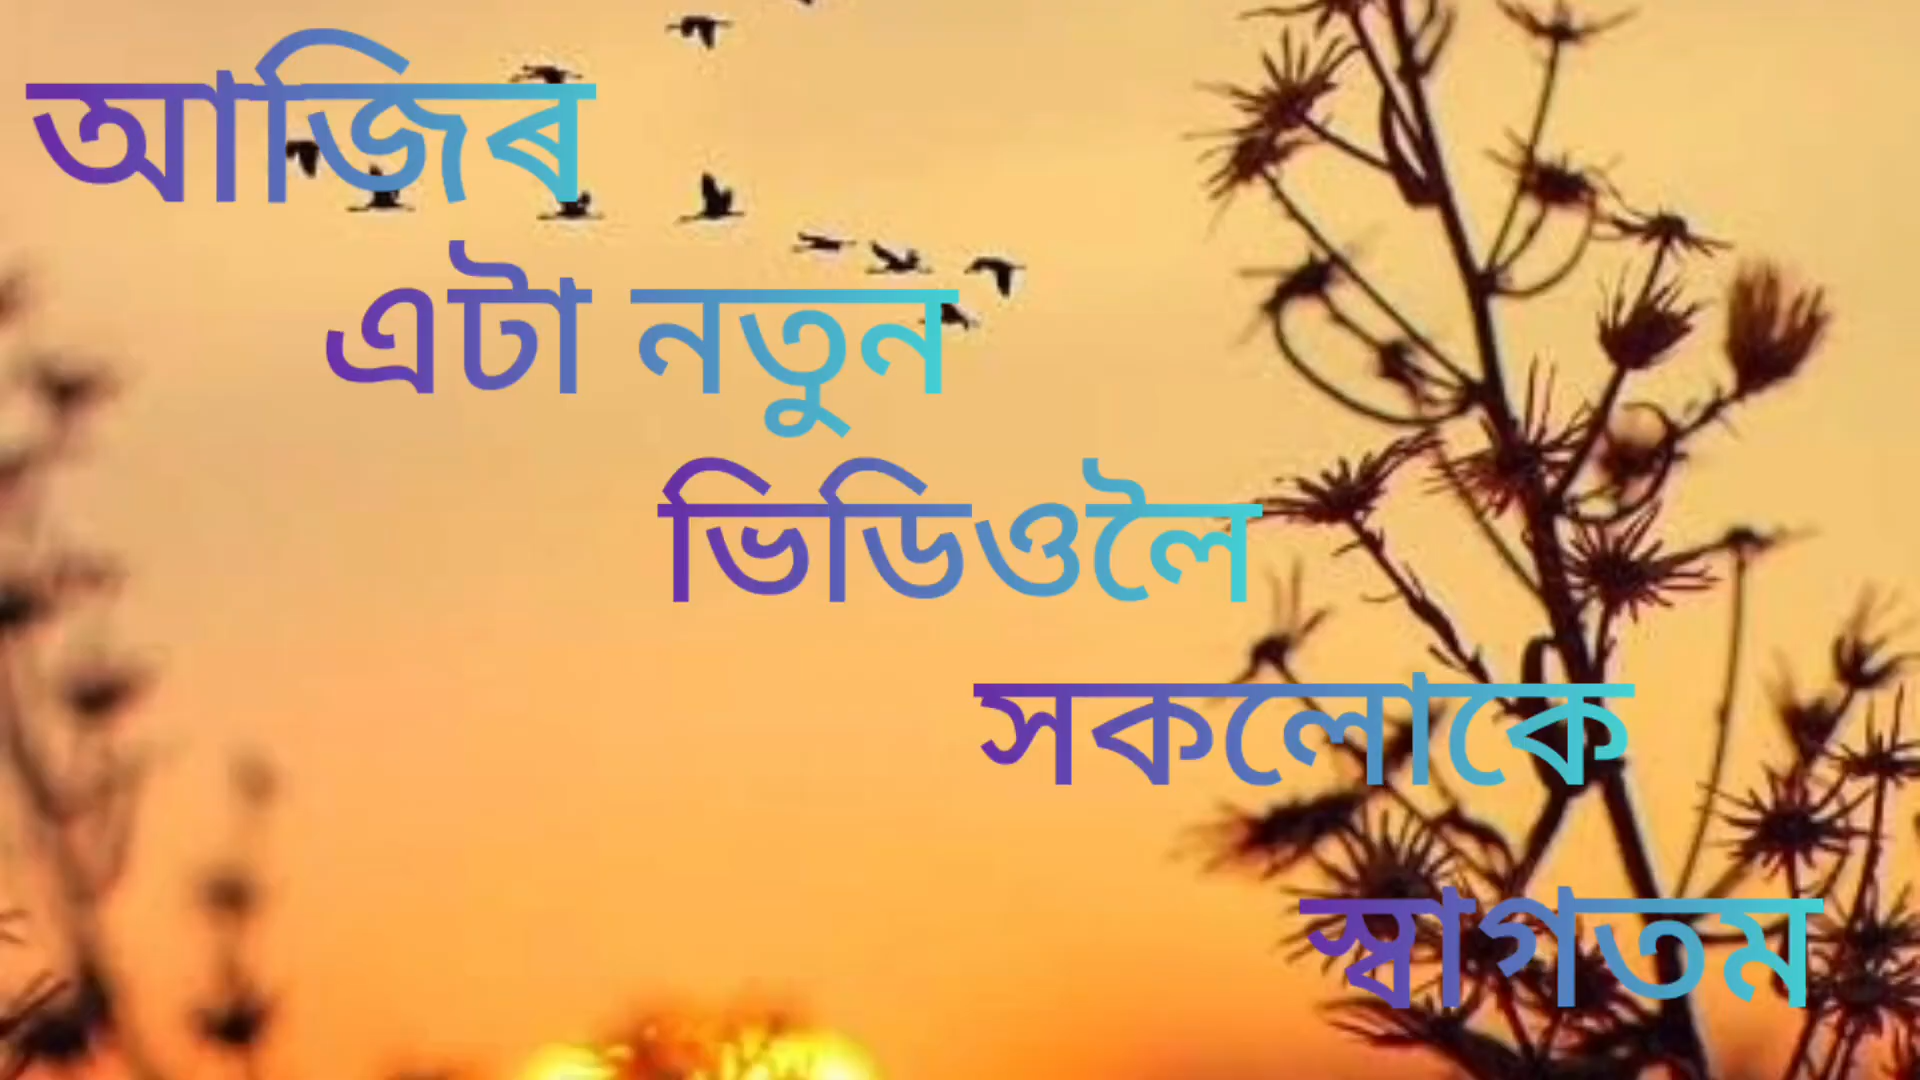 আজিৰ
এটা নতুন
ভিডিওলৈ
সকলোকে
স্বাগতম